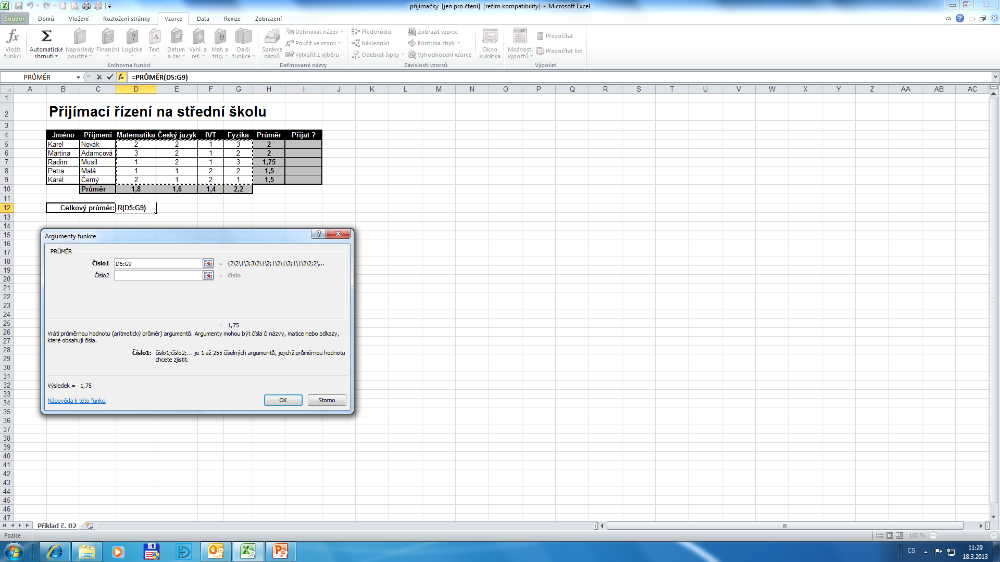 přijímačky [jen pro čtení] [režim kompatibility] - Microsoft Excel
Soubor Domů Vložení Rozložení stránky Vzorce Data Revize Zobrazení
Vložit funkci
Automatické shrnutí
Naposledy použité
Finanční
Logické
Text
Datum a čas
Vyhl. a ref.
Mat. a trig.
Další funkce
Knihovna funkcí
Správce názvů
Definovat název
Použít ve vzorci
Vytvořit z výběru
Definované názvy
Předchůdci
Následníci
Odebrat šipky
Zobrazit vzorce
Kontrola chyb
Vyhodnocení vzorce
Závislosti vzorců
Okno kukátka
Možnosti výpočtů
Přepočítat
Přepočítat list
Výpočet
PRŮMĚR fx =PRŮMĚR(D5:G9)
A B C D E F G H I J K L M N O P Q R S T U V W X Y Z AA AB AC
1
2 Přijímací řízení na střední školu
3
4 Jméno Příjmení Matematika Český jazyk IVT Fyzika Průměr Přijat ?
5 Karel Novák 2 2 1 3 2
6 Martina Adamcová 3 2 1 2 2
7 Radim Musil 1 2 1 3 1,75
8 Petra Malá 1 1 2 2 1,5
9 Karel Černý 2 1 2 1 1,5
10 Průměr 1,8 1,6 1,4 2,2
11
12 Celkový průměr: R(D5:G9)
13
14
15
16
17
18
19
20
21
22
23
24
25
26
27
28
29
30
31
32
33
34
35
36
37
38
39
40
41
42
43
44
45
46
47
Argumenty funkce
PRŮMĚR
Číslo1 D5:G9 = {2\2\1\3;3\2\1\2;1\2\1\3;1\1\2\2;2\...
Číslo2 = číslo
= 1,75
Vrátí průměrnou hodnotu (aritmetický průměr) argumentů. Argumenty mohou být čísla či názvy, matice nebo odkazy,
které obsahují čísla.
Číslo1: číslo1;číslo2;... je 1 až 255 číselných argumentů, jejichž průměrnou hodnotu
chcete zjistit.
Výsledek = 1,75
Nápověda k této funkci
OK Storno
Příklad č. 02
Pozice 100 %
CS 11:29
18.3.2013